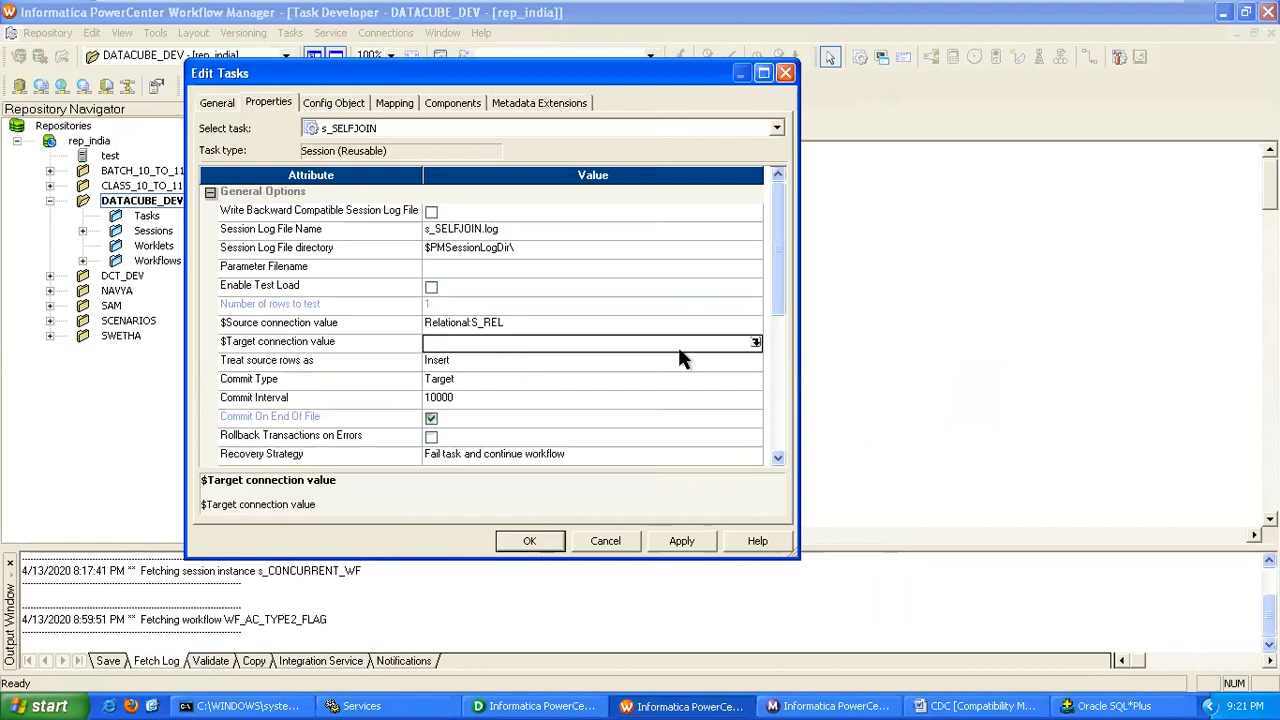 Informatica PowerCenter Workflow Manager - [Task Developer - DATACUBE_DEV - [rep_india]]
Repository Edit View Tools Layout Versioning Tasks Service Connections Window Help
DATACUBE_DEV - [rep_india] 100%
Repository Navigator
Repositories
rep_india
test
BATCH_10_TO_11
CLASS_10_TO_11
DATACUBE_DEV
Tasks
Sessions
Worklets
Workflows
DCT_DEV
NAVYA
SAM
SCENARIOS
SWETHA
Edit Tasks
General Properties Config Object Mapping Components Metadata Extensions
Select task: s_SELFJOIN
Task type: Session (Reusable)
Attribute Value
General Options
Write Backward Compatible Session Log File
Session Log File Name s_SELFJOIN.log
Session Log File directory $PMSessionLogDir\
Parameter Filename
Enable Test Load
Number of rows to test 1
$Source connection value Relational:S_REL
$Target connection value
Treat source rows as Insert
Commit Type Target
Commit Interval 10000
Commit On End Of File
Rollback Transactions on Errors
Recovery Strategy Fail task and continue workflow
$Target connection value
$Target connection value
OK Cancel Apply Help
Output Window
4/13/2020 8:17:41 PM ** Fetching session instance s_CONCURRENT_WF
4/13/2020 8:59:51 PM ** Fetching workflow WF_AC_TYPE2_FLAG
Save Fetch Log Validate Copy Integration Service Notifications
Ready NUM
start C:\WINDOWS\syste... Services Informatica PowerCe... Informatica PowerCe... Informatica PowerCe... CDC [Compatibility M... Oracle SQL*Plus 9:21 PM